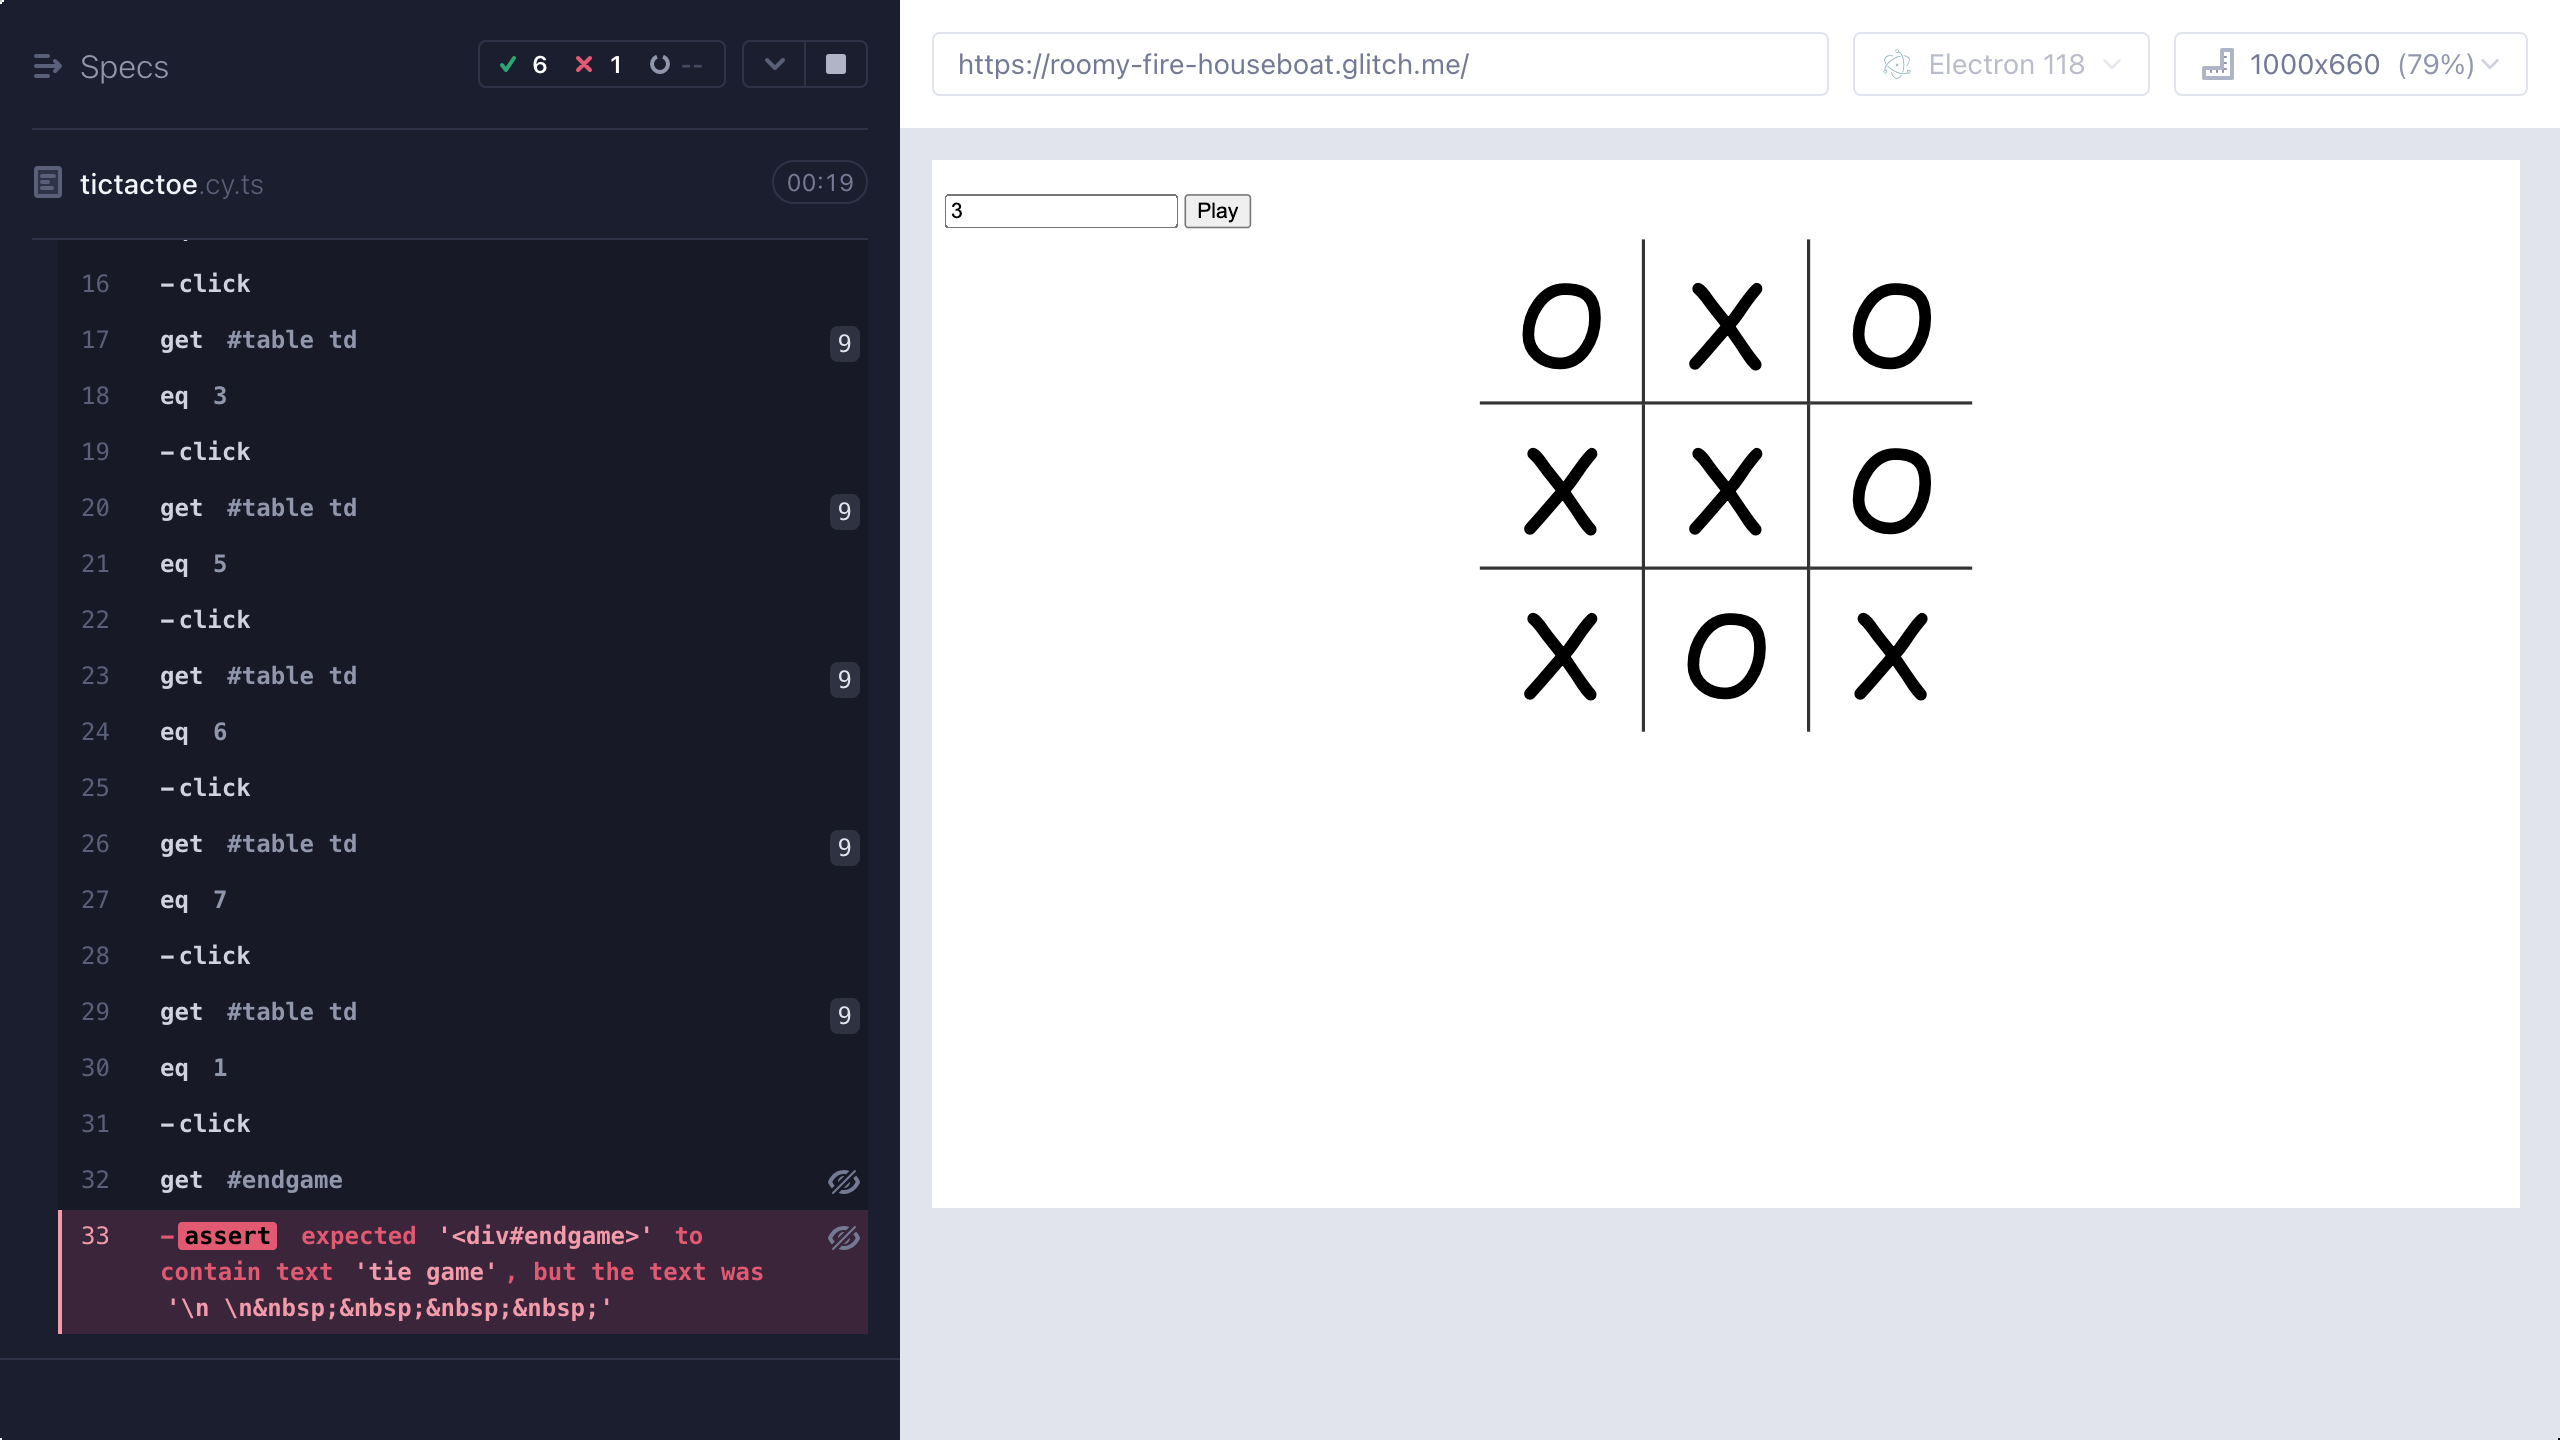 Specs
6 1 --
tictactoe.cy.ts 00:19
16 -click
17 get #table td 9
18 eq 3
19 -click
20 get #table td 9
21 eq 5
22 -click
23 get #table td 9
24 eq 6
25 -click
26 get #table td 9
27 eq 7
28 -click
29 get #table td 9
30 eq 1
31 -click
32 get #endgame
33 -assert expected '<div#endgame>' to
contain text 'tie game', but the text was
'\n \n&nbsp;&nbsp;&nbsp;&nbsp;'
https://roomy-fire-houseboat.glitch.me/ Electron 118 1000x660 (79%)
3 Play
O X O
X X O
X O X